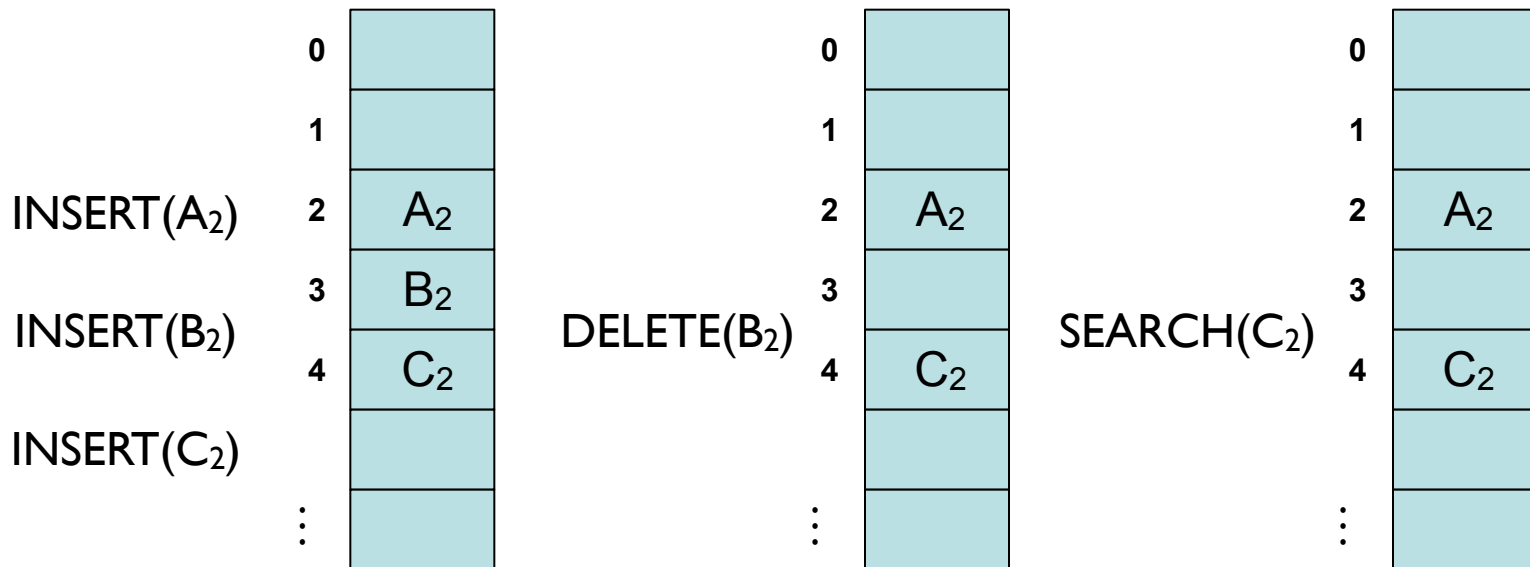 0 0 0
1 1 1
INSERT(A₂) 2 A₂ 2 A₂ 2 A₂
3 B₂ 3 3
INSERT(B₂) DELETE(B₂) SEARCH(C₂)
4 C₂ 4 C₂ 4 C₂
INSERT(C₂)
⋮ ⋮ ⋮